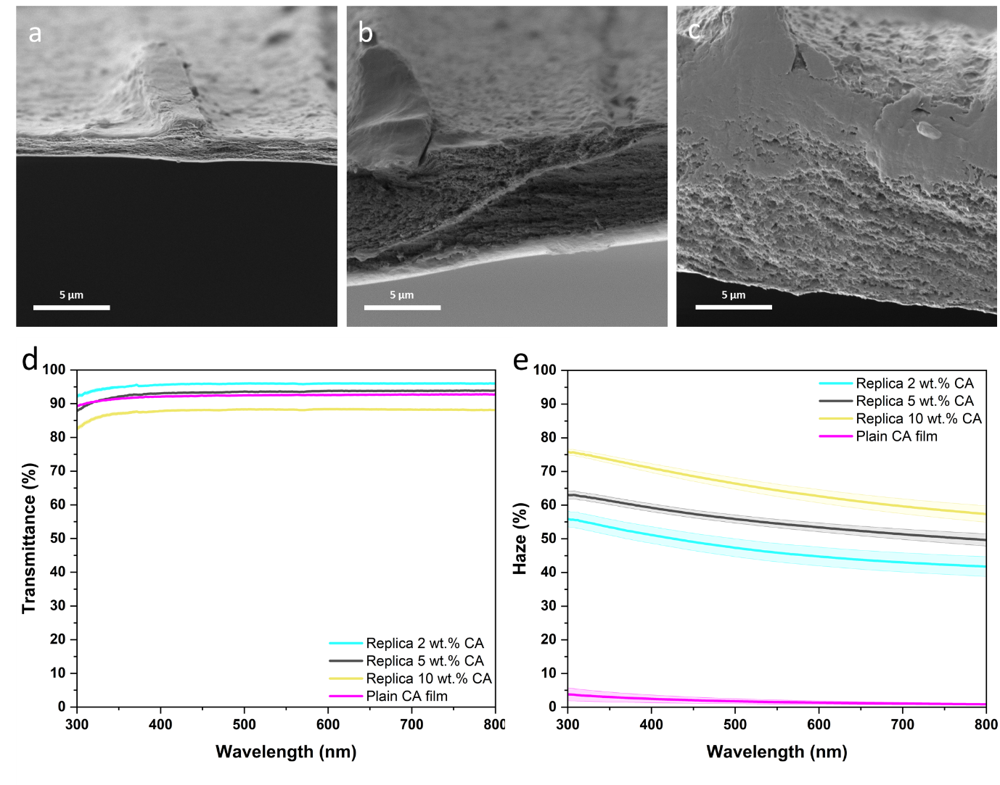 a
b
c
5 µm
5 µm
5 µm
d
e
100
90
80
70
60
50
40
30
20
10
0
Transmittance (%)
Replica 2 wt.% CA
Replica 5 wt.% CA
Replica 10 wt.% CA
Plain CA film
300 400 500 600 700 800
Wavelength (nm)
100
90
80
70
60
50
40
30
20
10
0
Haze (%)
Replica 2 wt.% CA
Replica 5 wt.% CA
Replica 10 wt.% CA
Plain CA film
300 400 500 600 700 800
Wavelength (nm)